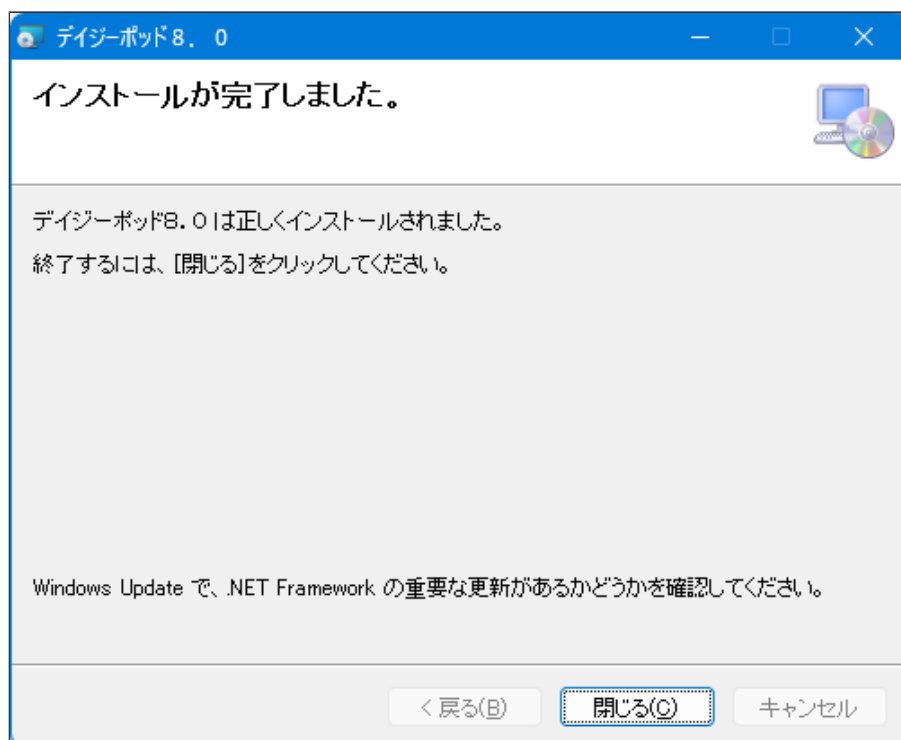 デイジーポッド８．０
インストールが完了しました。
デイジーポッド８．０は正しくインストールされました。
終了するには、[閉じる]をクリックしてください。
Windows Update で、.NET Framework の重要な更新があるかどうかを確認してください。
< 戻る(B)
閉じる(C)
キャンセル